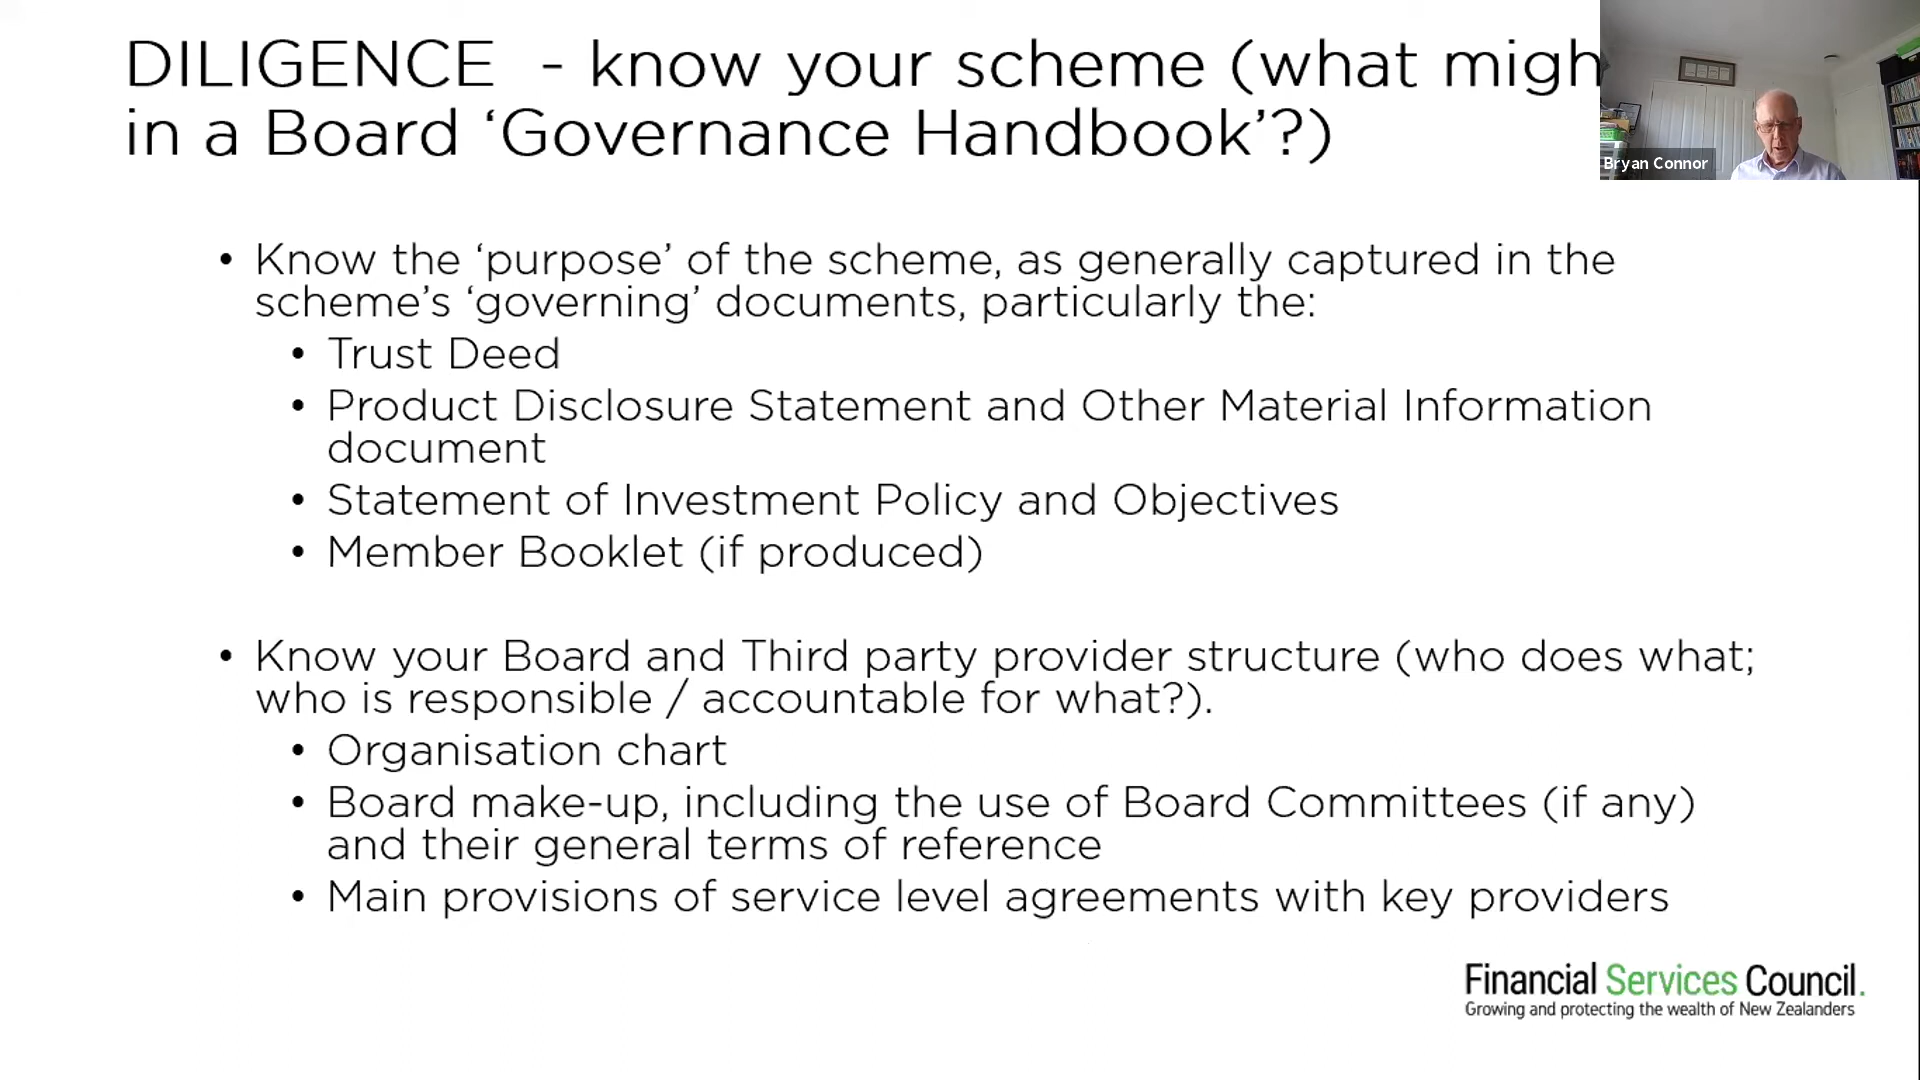 DILIGENCE - know your scheme (what
in a Board ‘Governance Handbook’?)
Bryan Connor
• Know the ‘purpose’ of the scheme, as generally captured in the
scheme’s ‘governing’ documents, particularly the:
• Trust Deed
• Product Disclosure Statement and Other Material Information
document
• Statement of Investment Policy and Objectives
• Member Booklet (if produced)
• Know your Board and Third party provider structure (who does what;
who is responsible / accountable for what?).
• Organisation chart
• Board make-up, including the use of Board Committees (if any)
and their general terms of reference
• Main provisions of service level agreements with key providers
Financial Services Council.
Growing and protecting the wealth of New Zealanders